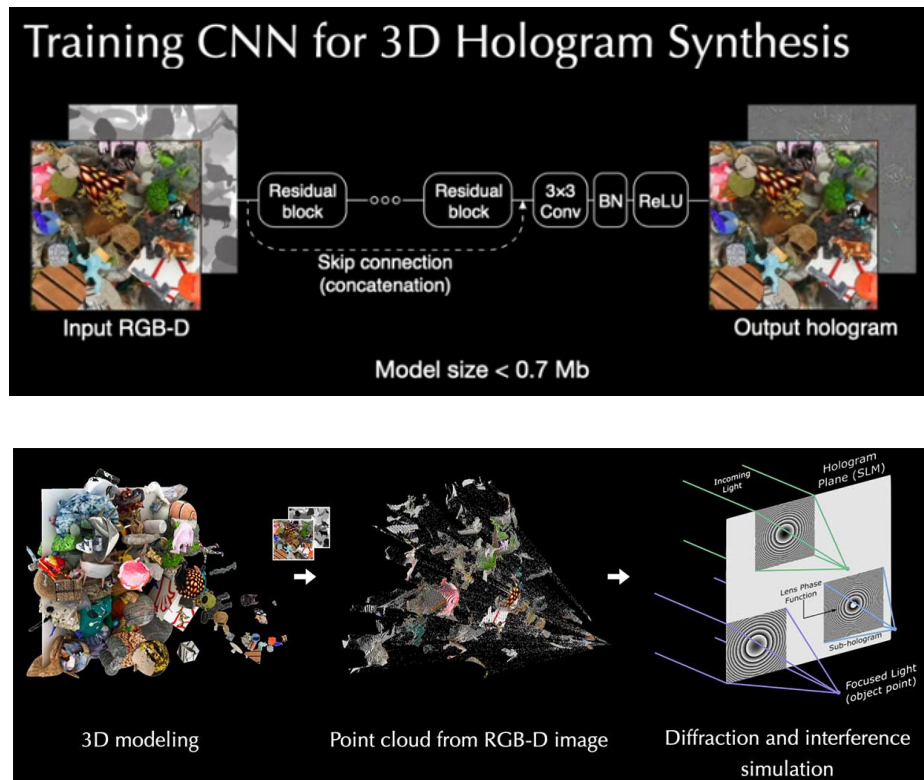 Training CNN for 3D Hologram Synthesis
Residual
block
Residual
block
3×3
Conv
BN
ReLU
Skip connection
(concatenation)
Input RGB-D
Output hologram
Model size < 0.7 Mb
Incoming
Light
Hologram
Plane (SLM)
Lens Phase
Function
Sub-hologram
Focused Light
(object point)
3D modeling
Point cloud from RGB-D image
Diffraction and interference
simulation